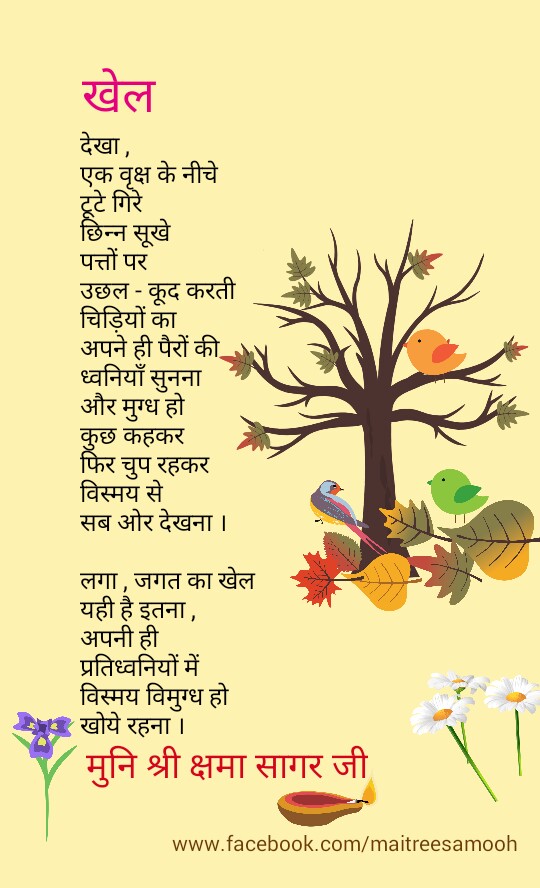 खेल
देखा ,
एक वृक्ष के नीचे
टूटे गिरे
छिन्न सूखे
पत्तों पर
उछल - कूद करती
चिड़ियों का
अपने ही पैरों की
ध्वनियाँ सुनना
और मुग्ध हो
कुछ कहकर
फिर चुप रहकर
विस्मय से
सब ओर देखना ।
लगा , जगत का खेल
यही है इतना ,
अपनी ही
प्रतिध्वनियों में
विस्मय विमुग्ध हो
खोये रहना ।
मुनि श्री क्षमा सागर जी
www.facebook.com/maitreesamooh